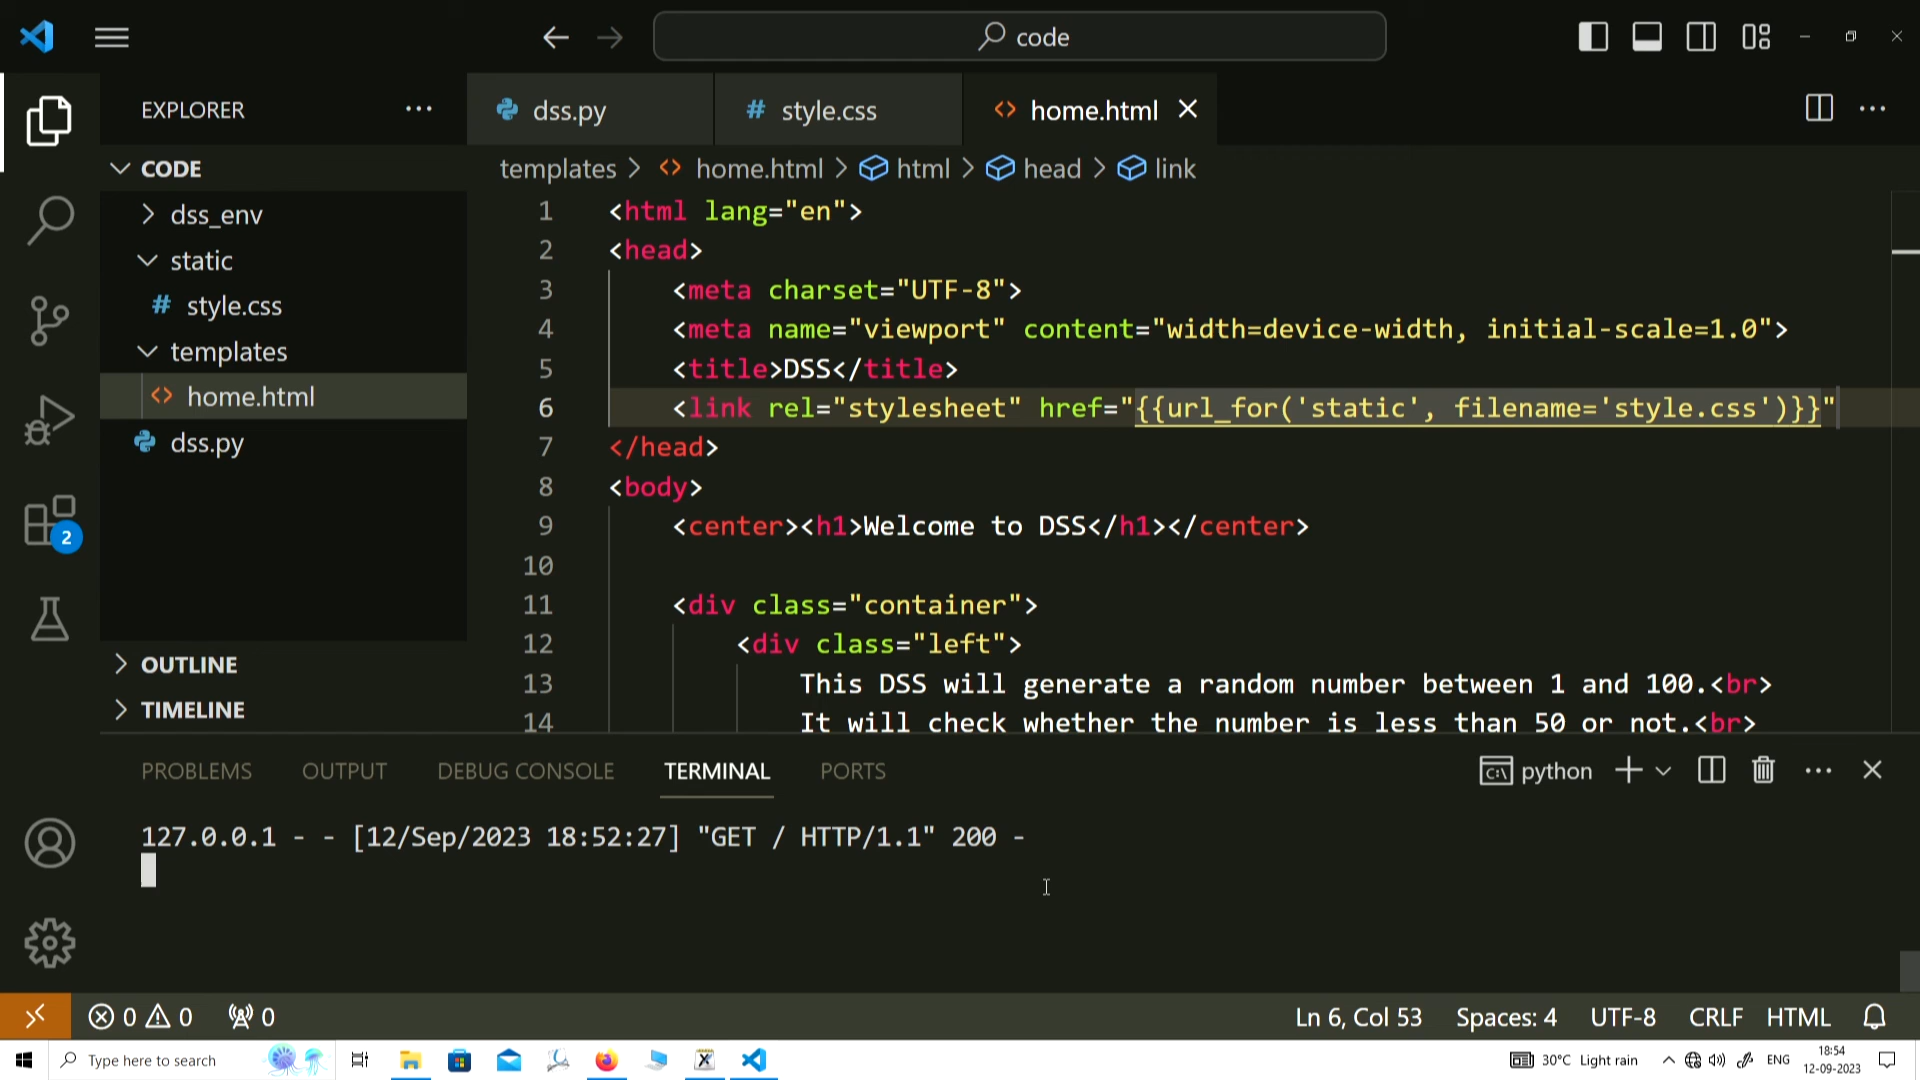 code
EXPLORER
dss.py
style.css
home.html
CODE
templates > home.html > html > head > link
dss_env
static
style.css
templates
home.html
dss.py
OUTLINE
TIMELINE
1 <html lang="en">
2 <head>
3 <meta charset="UTF-8">
4 <meta name="viewport" content="width=device-width, initial-scale=1.0">
5 <title>DSS</title>
6 <link rel="stylesheet" href="{{url_for('static', filename='style.css')}}"
7 </head>
8 <body>
9 <center><h1>Welcome to DSS</h1></center>
10
11 <div class="container">
12 <div class="left">
13 This DSS will generate a random number between 1 and 100.<br>
14 It will check whether the number is less than 50 or not.<br>
2
PROBLEMS OUTPUT DEBUG CONSOLE TERMINAL PORTS
python
127.0.0.1 - - [12/Sep/2023 18:52:27] "GET / HTTP/1.1" 200 -
0 0 0
Ln 6, Col 53 Spaces: 4 UTF-8 CRLF HTML
Type here to search
30°C Light rain
ENG
18:54
12-09-2023